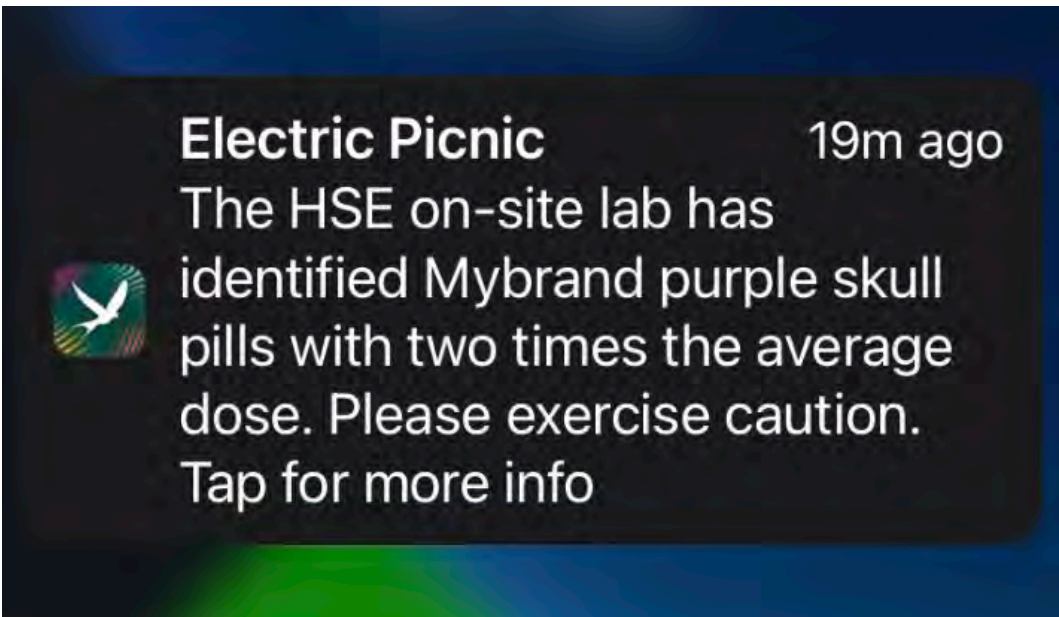 Electric Picnic 19m ago
The HSE on-site lab has
identified Mybrand purple skull
pills with two times the average
dose. Please exercise caution.
Tap for more info